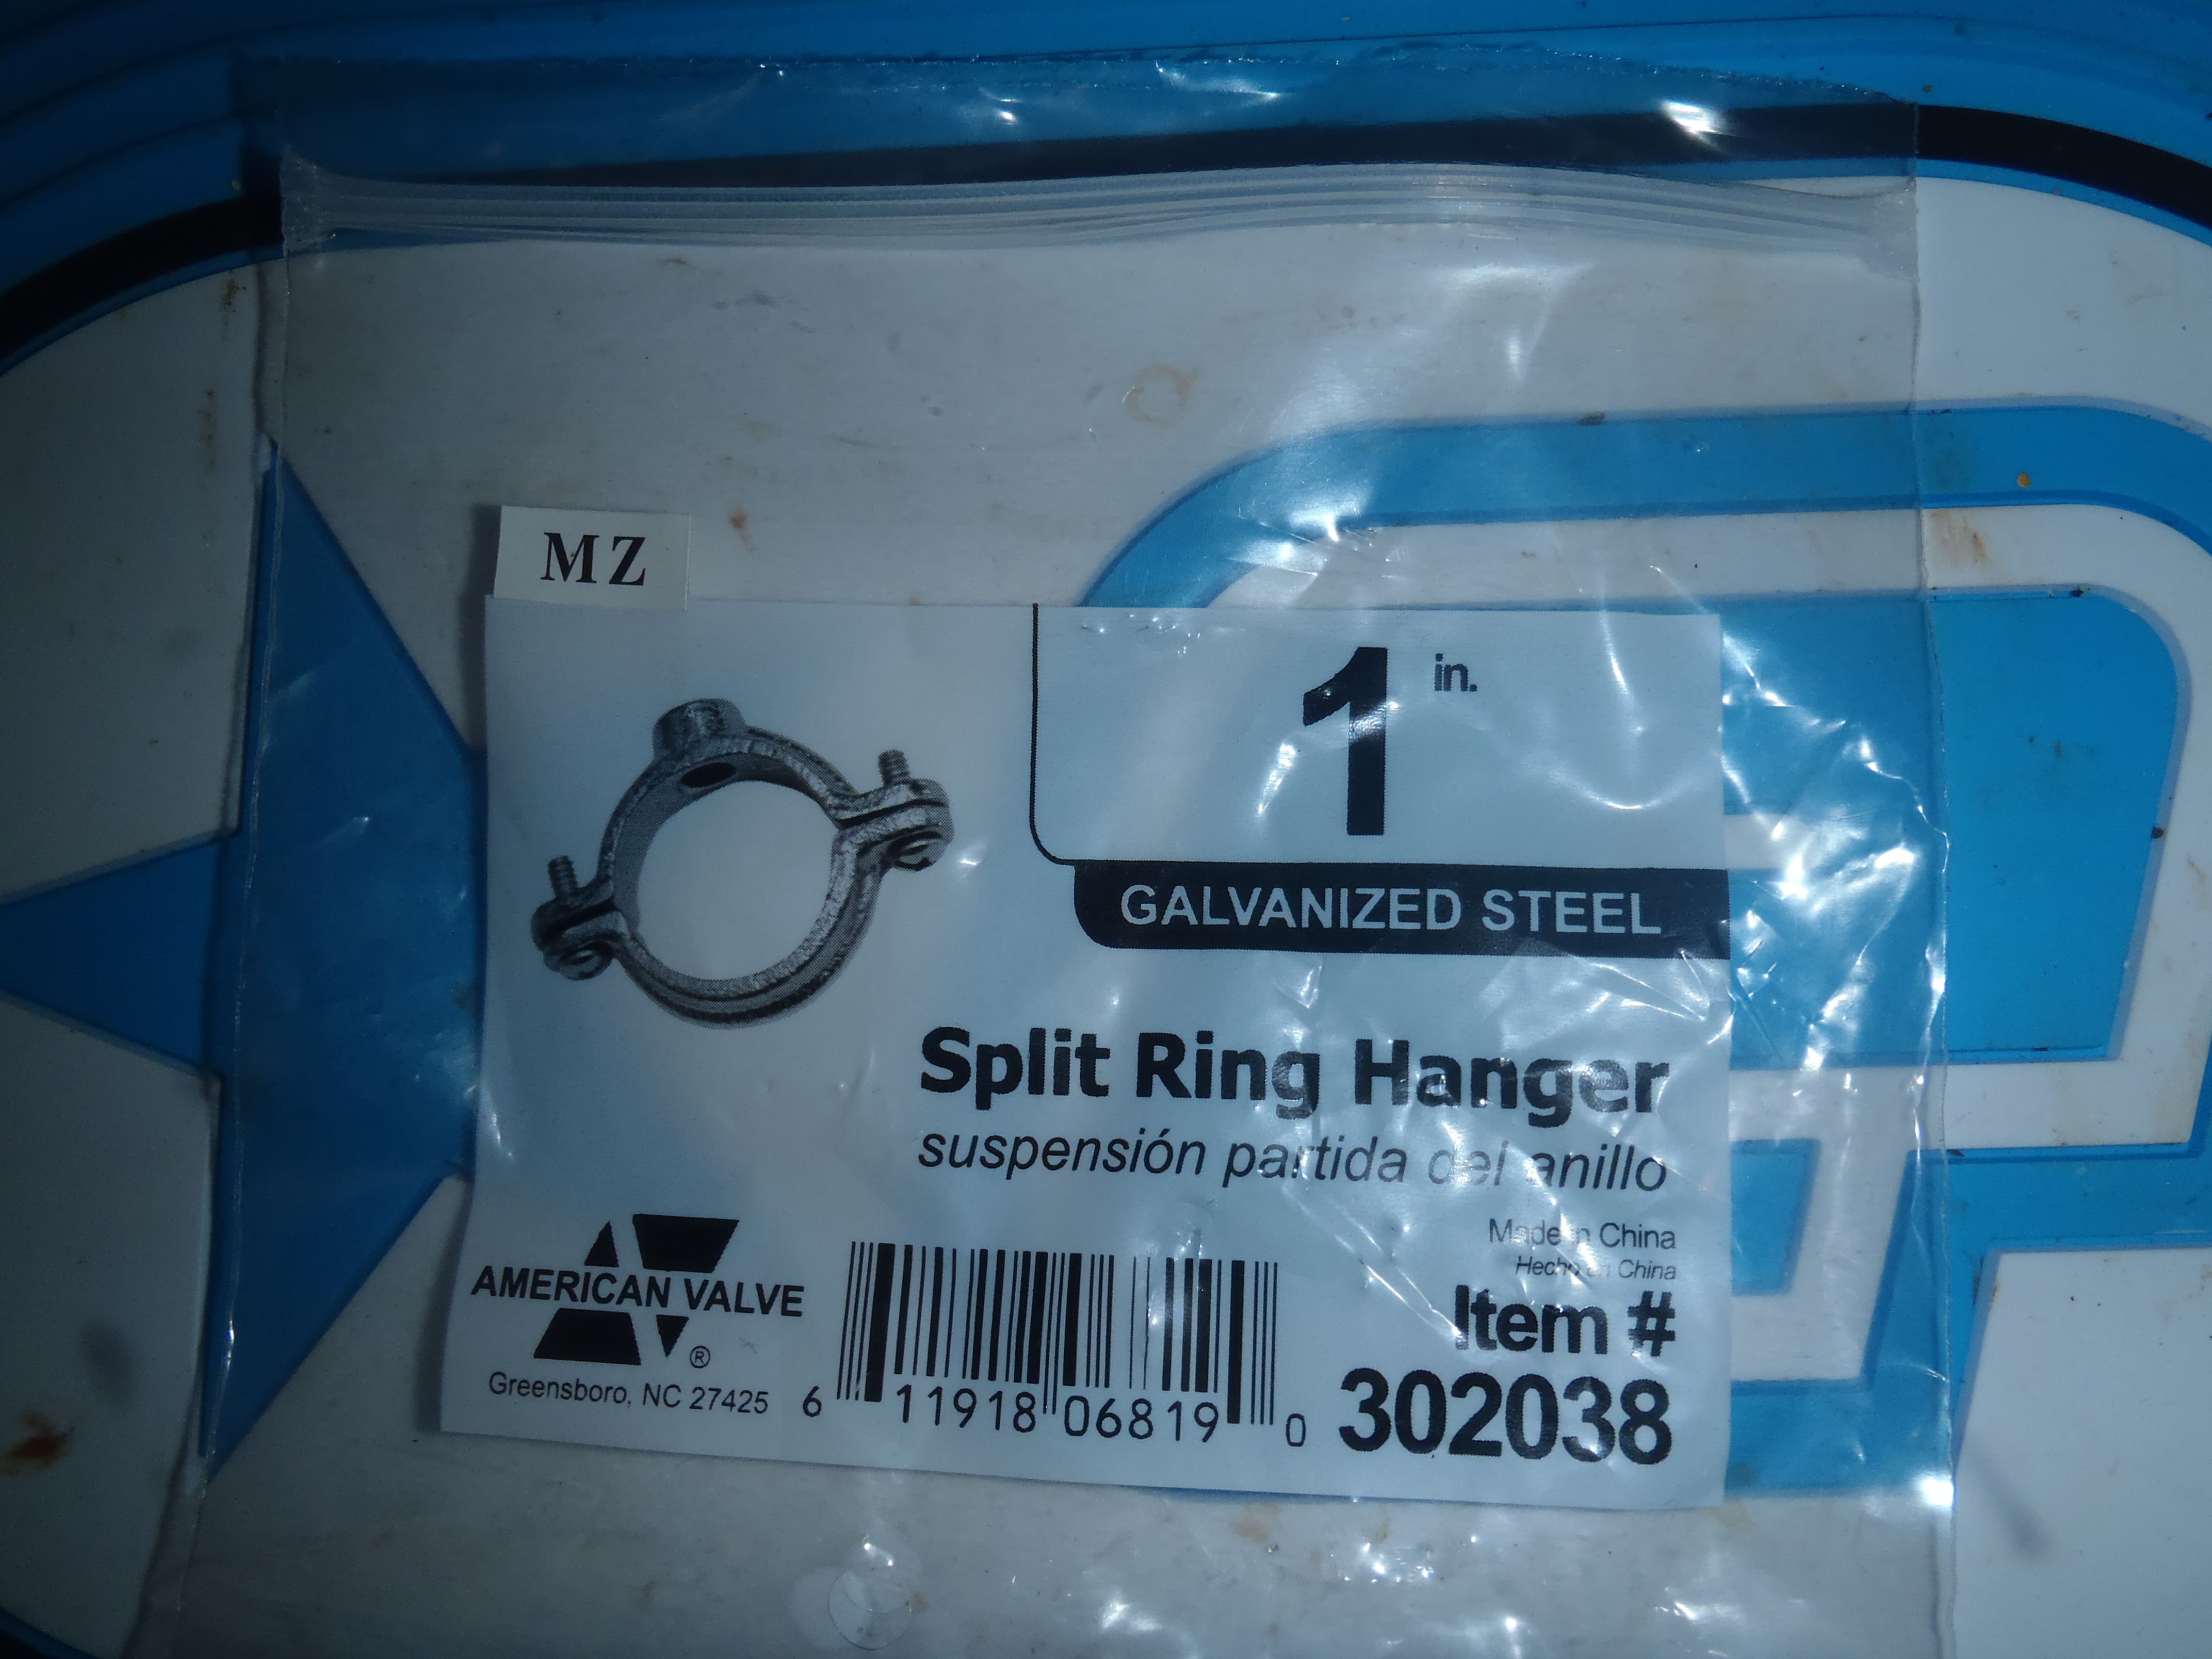 MZ
1 in.
GALVANIZED STEEL
Split Ring Hanger
suspensión partida del anillo
Made in China
Hecho en China
Item #
302038
AMERICAN VALVE
®
Greensboro, NC 27425
6 11918 06819 0